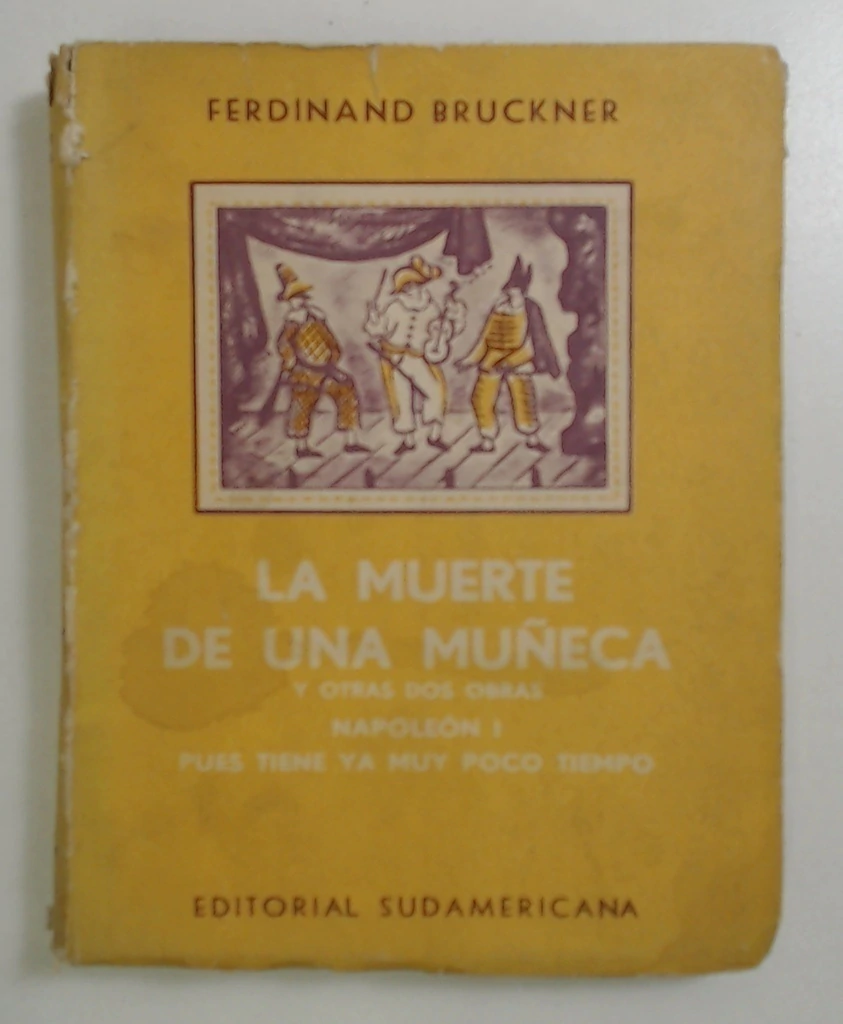 FERDINAND BRUCKNER
LA MUERTE
DE UNA MUÑECA
Y OTRAS DOS OBRAS
NAPOLEÓN I
PUES TIENE YA MUY POCO TIEMPO
EDITORIAL SUDAMERICANA